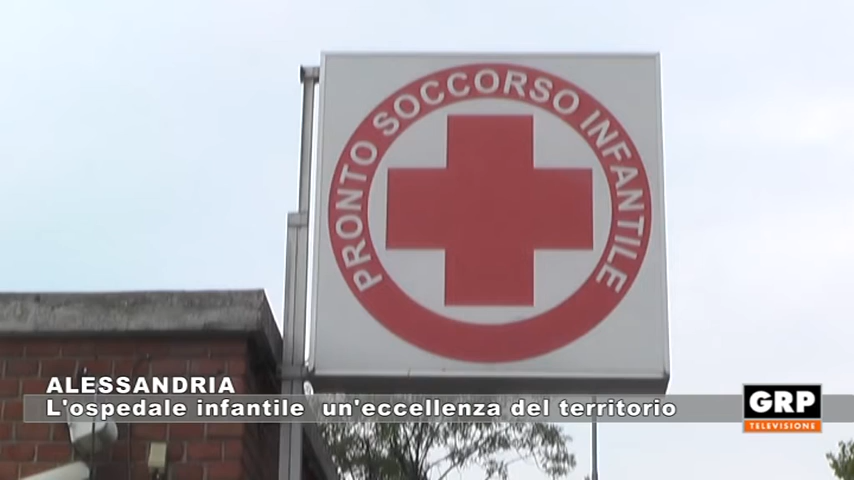 PRONTO SOCCORSO INFANTILE
ALESSANDRIA
L'ospedale infantile un'eccellenza del territorio
GRP
TELEVISIONE